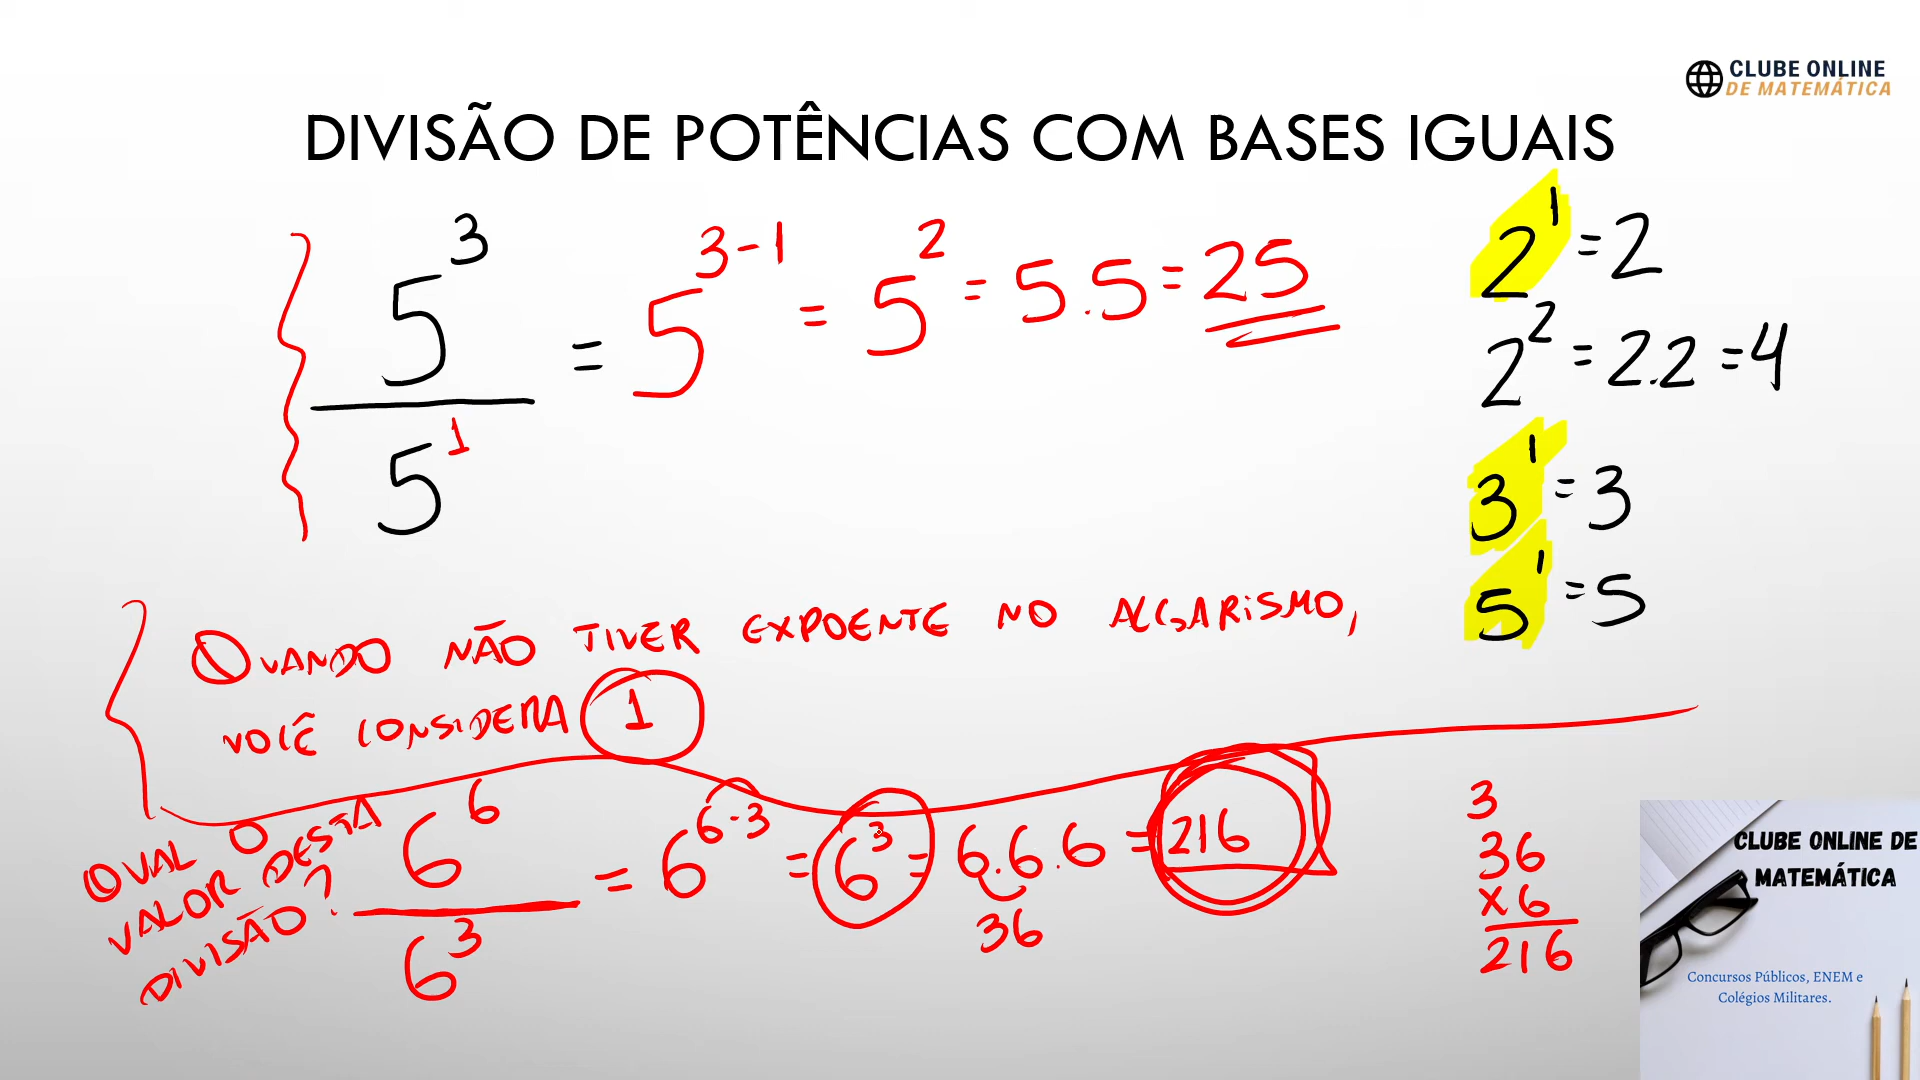 CLUBE ONLINE
DE MATEMÁTICA
DIVISÃO DE POTÊNCIAS COM BASES IGUAIS
5³/5¹ = 5³⁻¹ = 5² = 5.5 = 25
2¹ = 2
2² = 2.2 = 4
3¹ = 3
5¹ = 5
QUANDO NÃO TIVER EXPOENTE NO ALGARISMO,
VOCÊ CONSIDERA 1
QUAL O
VALOR DESTA
DIVISÃO?
6⁶/6³ = 6⁶⁻³ = 6³ = 6.6.6 = 216
36
3
36
x6
216
CLUBE ONLINE DE
MATEMÁTICA
Concursos Públicos, ENEM e
Colégios Militares.